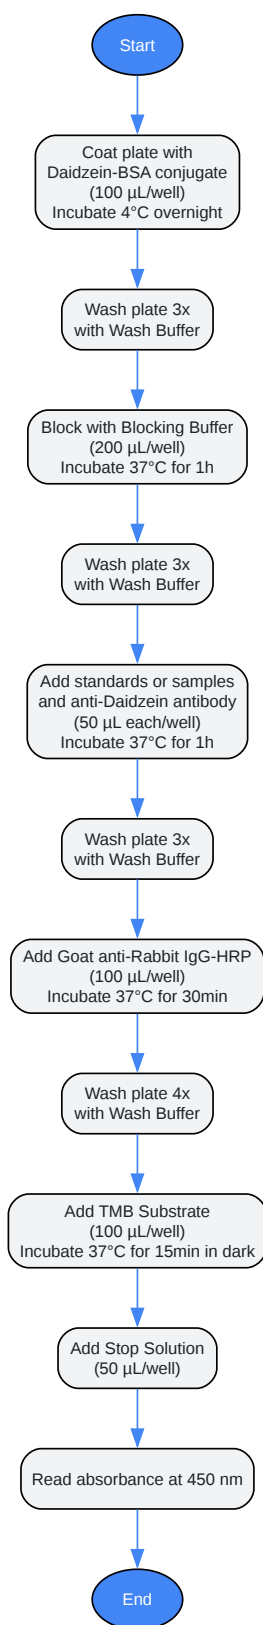 Start
Coat plate with
Daidzein-BSA conjugate
(100 µL/well)
Incubate 4°C overnight
Wash plate 3x
with Wash Buffer
Block with Blocking Buffer
(200 µL/well)
Incubate 37°C for 1h
Wash plate 3x
with Wash Buffer
Add standards or samples
and anti-Daidzein antibody
(50 µL each/well)
Incubate 37°C for 1h
Wash plate 3x
with Wash Buffer
Add Goat anti-Rabbit IgG-HRP
(100 µL/well)
Incubate 37°C for 30min
Wash plate 4x
with Wash Buffer
Add TMB Substrate
(100 µL/well)
Incubate 37°C for 15min in dark
Add Stop Solution
(50 µL/well)
Read absorbance at 450 nm
End